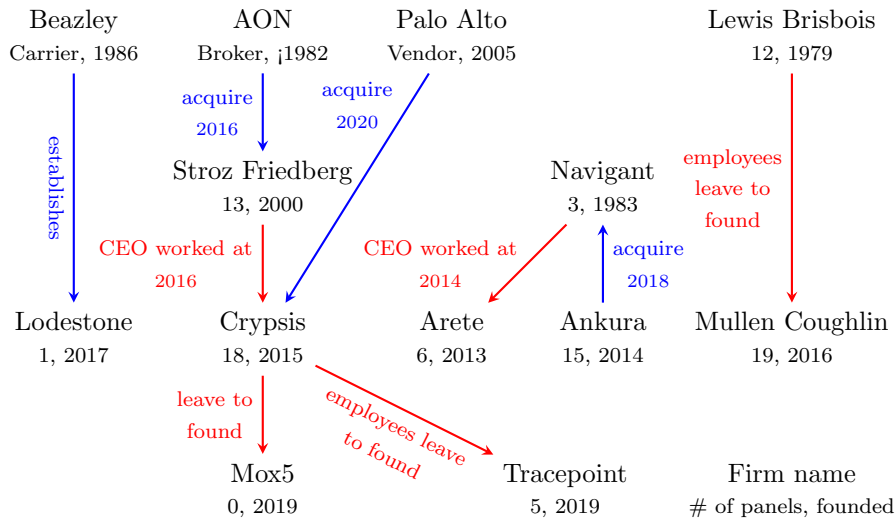 Beazley
Carrier, 1986
AON
Broker, ¡1982
Palo Alto
Vendor, 2005
Lewis Brisbois
12, 1979
establishes
acquire
2016
acquire
2020
employees
leave to
found
Stroz Friedberg
13, 2000
Navigant
3, 1983
CEO worked at
2016
CEO worked at
2014
acquire
2018
Lodestone
1, 2017
Crypsis
18, 2015
Arete
6, 2013
Ankura
15, 2014
Mullen Coughlin
19, 2016
leave to
found
employees leave
to found
Mox5
0, 2019
Tracepoint
5, 2019
Firm name
# of panels, founded